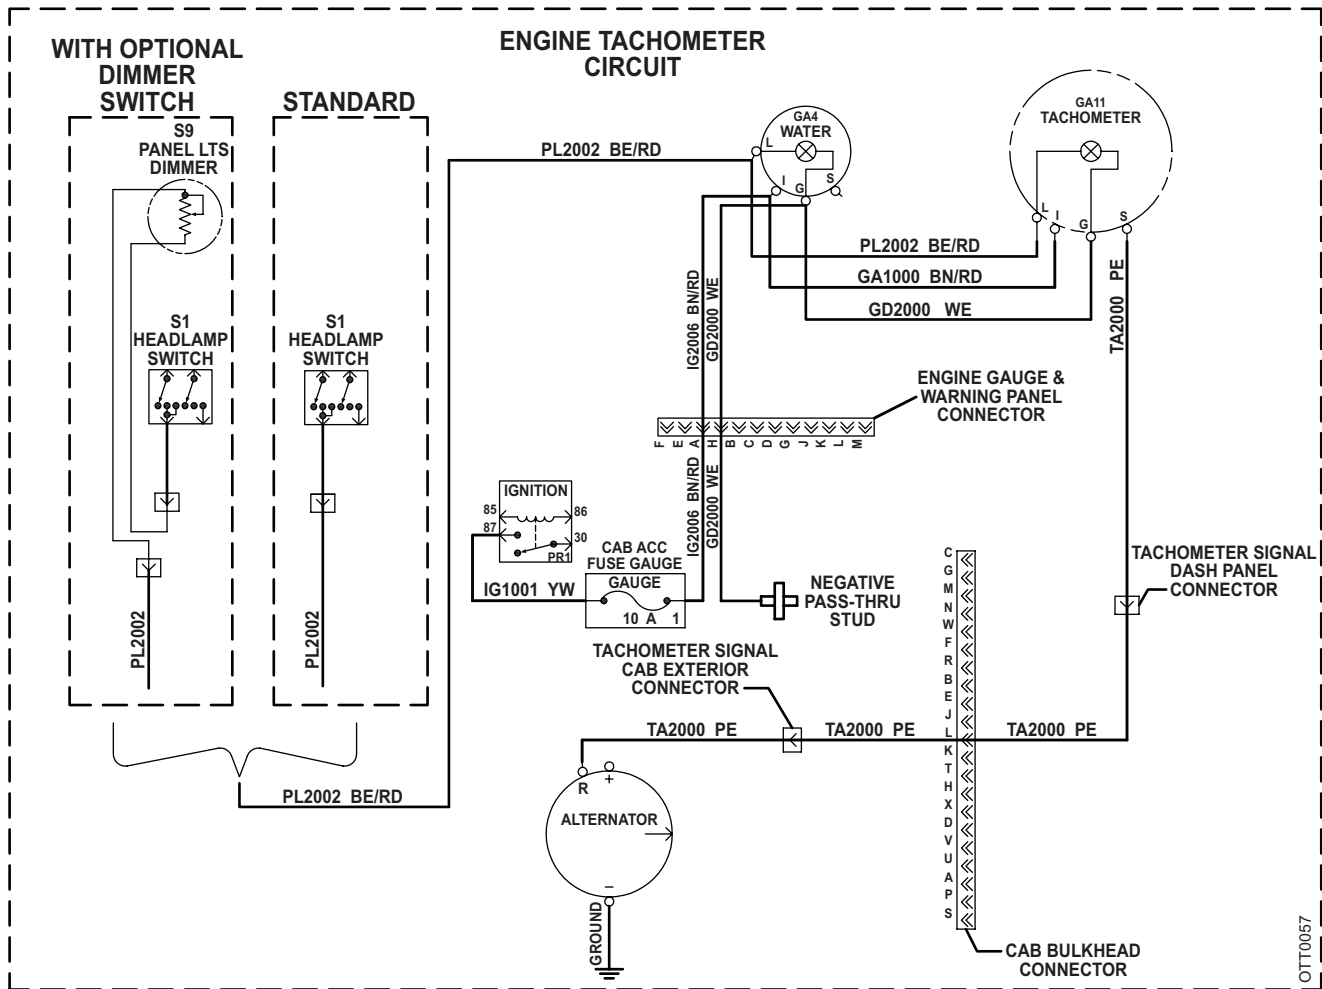 ENGINE TACHOMETER
CIRCUIT
WITH OPTIONAL
DIMMER
SWITCH
STANDARD
S9
PANEL LTS
DIMMER
S1
HEADLAMP
SWITCH
S1
HEADLAMP
SWITCH
PL2002
PL2002
PL2002 BE/RD
PL2002 BE/RD
GA4
WATER
L
I
G
S
GA11
TACHOMETER
L
I
G
S
PL2002 BE/RD
GA1000 BN/RD
GD2000 WE
TA2000 PE
IG2006 BN/RD
GD2000 WE
ENGINE GAUGE &
WARNING PANEL
CONNECTOR
F E A H B C D G J K L M
IG2006 BN/RD
GD2000 WE
IGNITION
85
86
87
30
PR1
IG1001 YW
CAB ACC
FUSE GAUGE
GAUGE
10 A 1
NEGATIVE
PASS-THRU
STUD
TACHOMETER SIGNAL
CAB EXTERIOR
CONNECTOR
TACHOMETER SIGNAL
DASH PANEL
CONNECTOR
C
G
M
N
W
F
R
B
E
J
L
K
T
H
X
D
V
U
A
P
S
TA2000 PE
TA2000 PE
TA2000 PE
R
+
ALTERNATOR
–
GROUND
CAB BULKHEAD
CONNECTOR
OTT0057